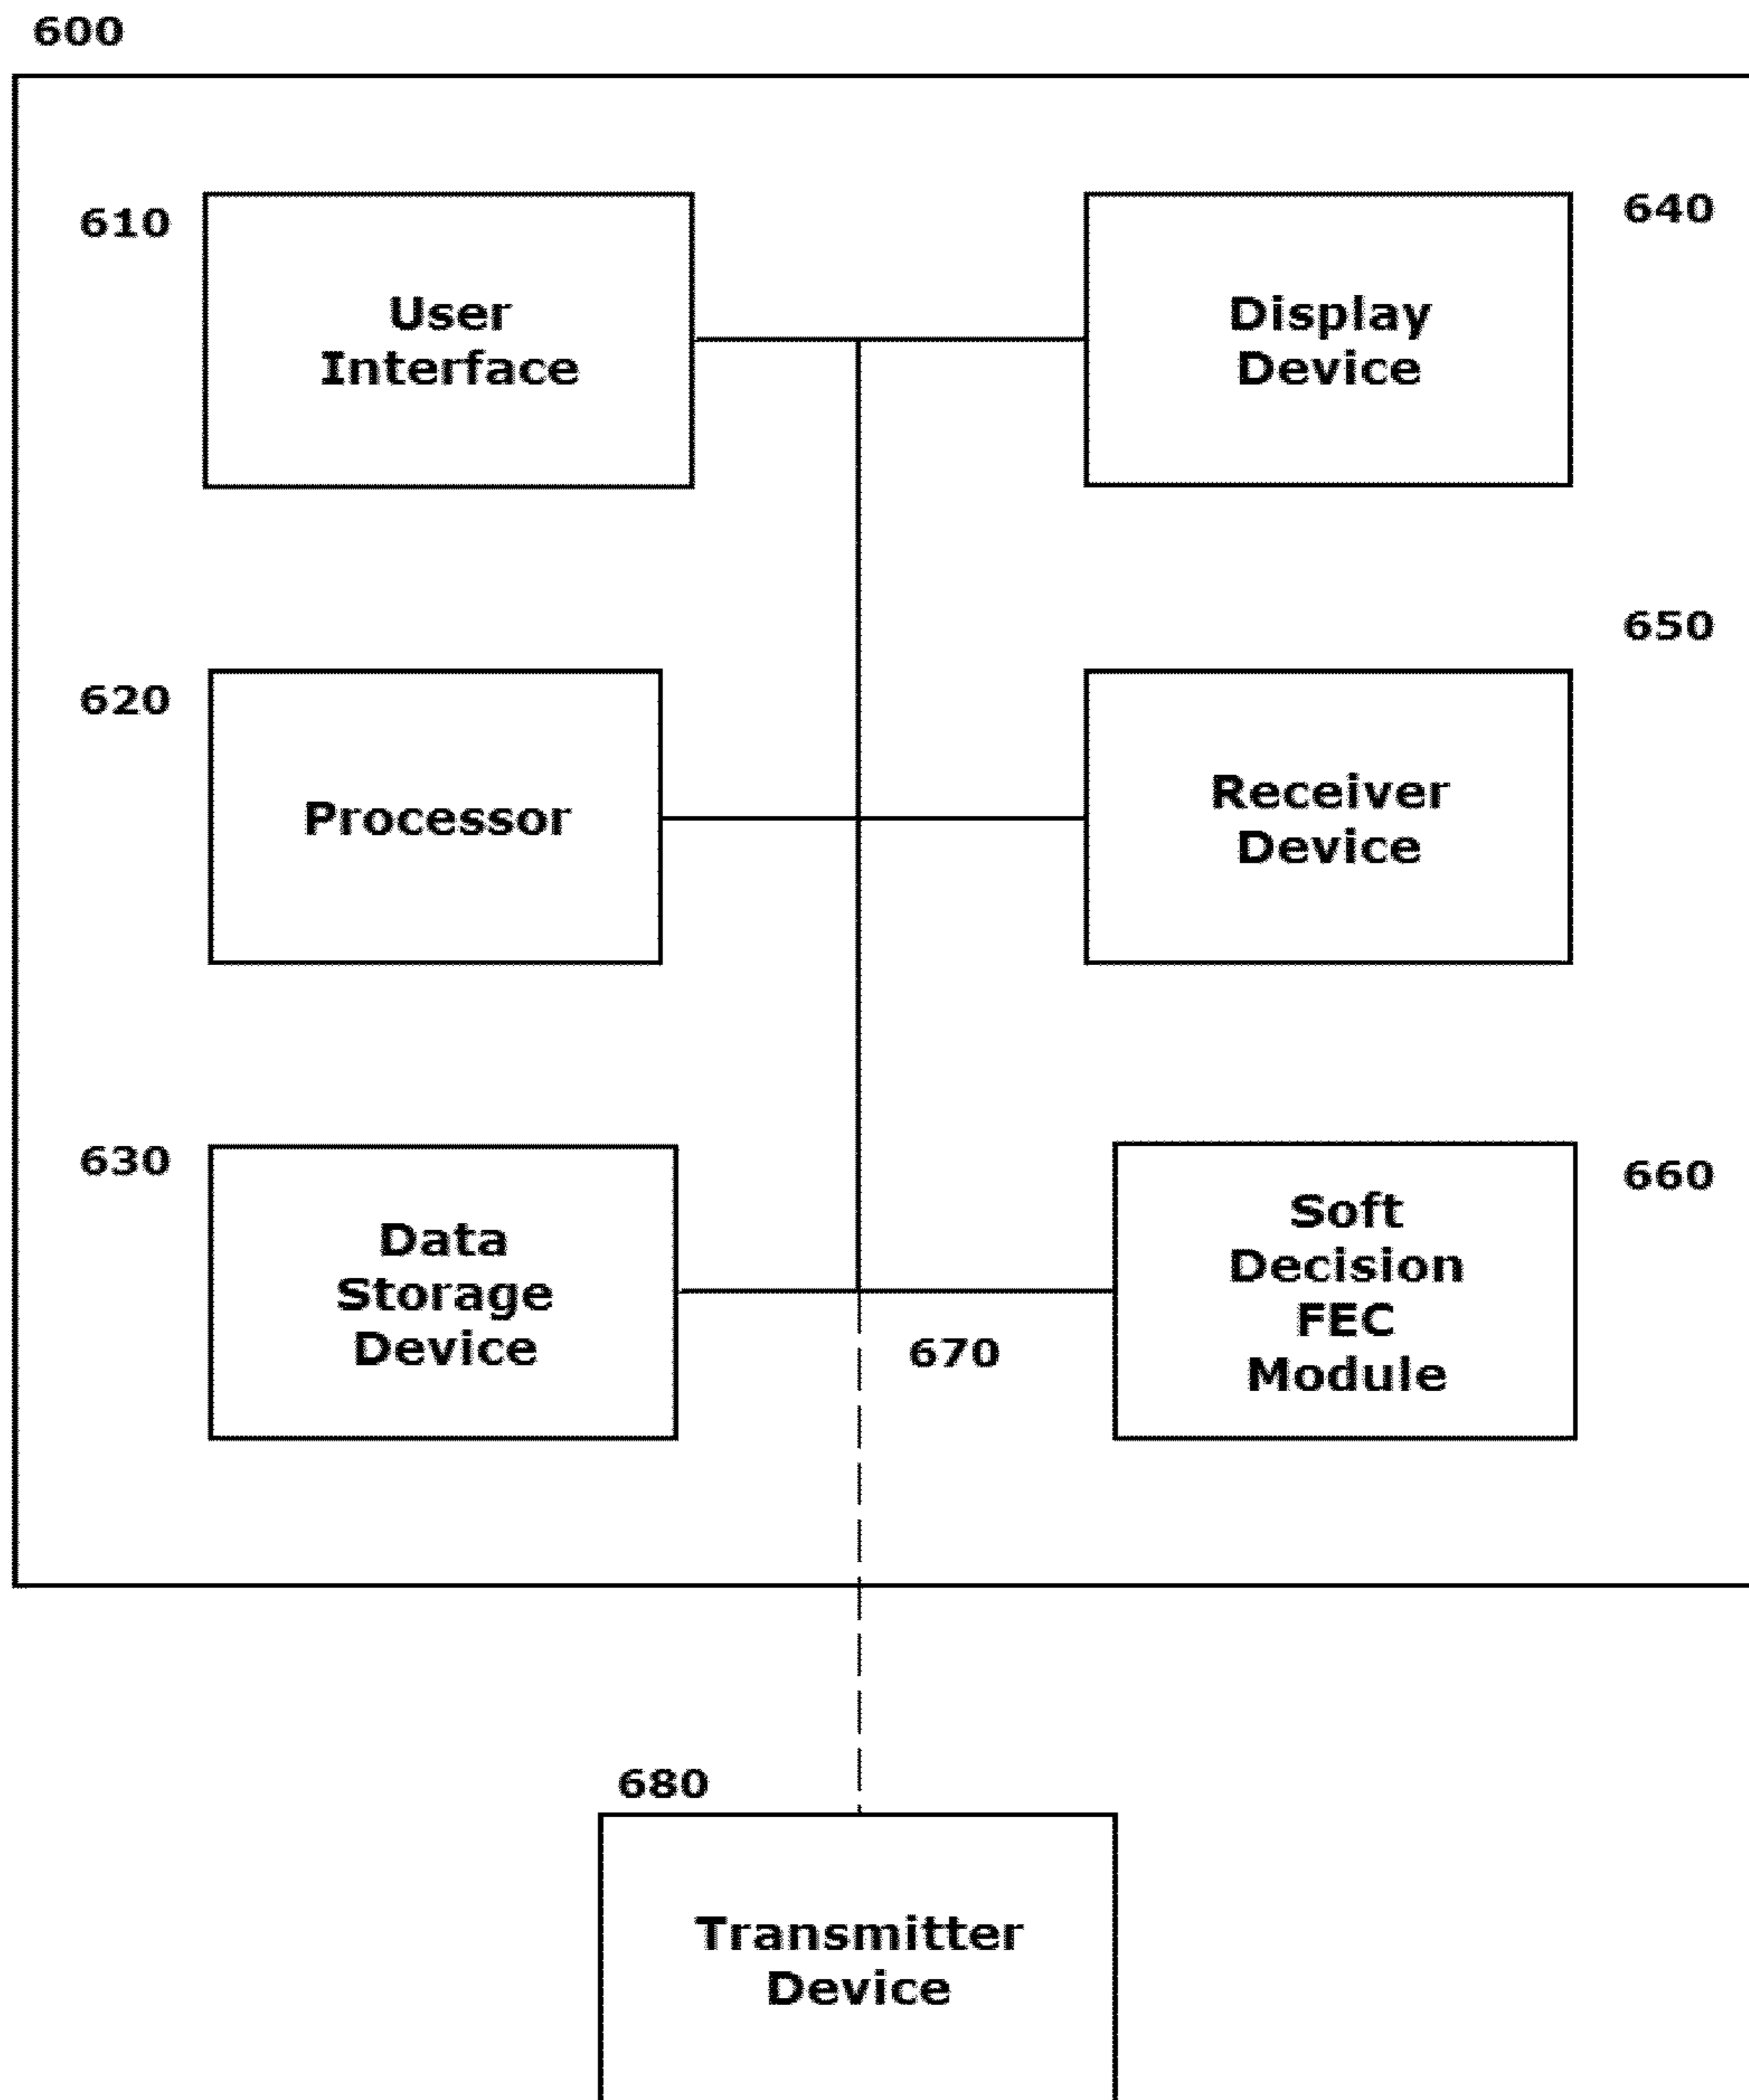 600
610
User
Interface
640
Display
Device
620
Processor
650
Receiver
Device
630
Data
Storage
Device
660
Soft
Decision
FEC
Module
670
680
Transmitter
Device